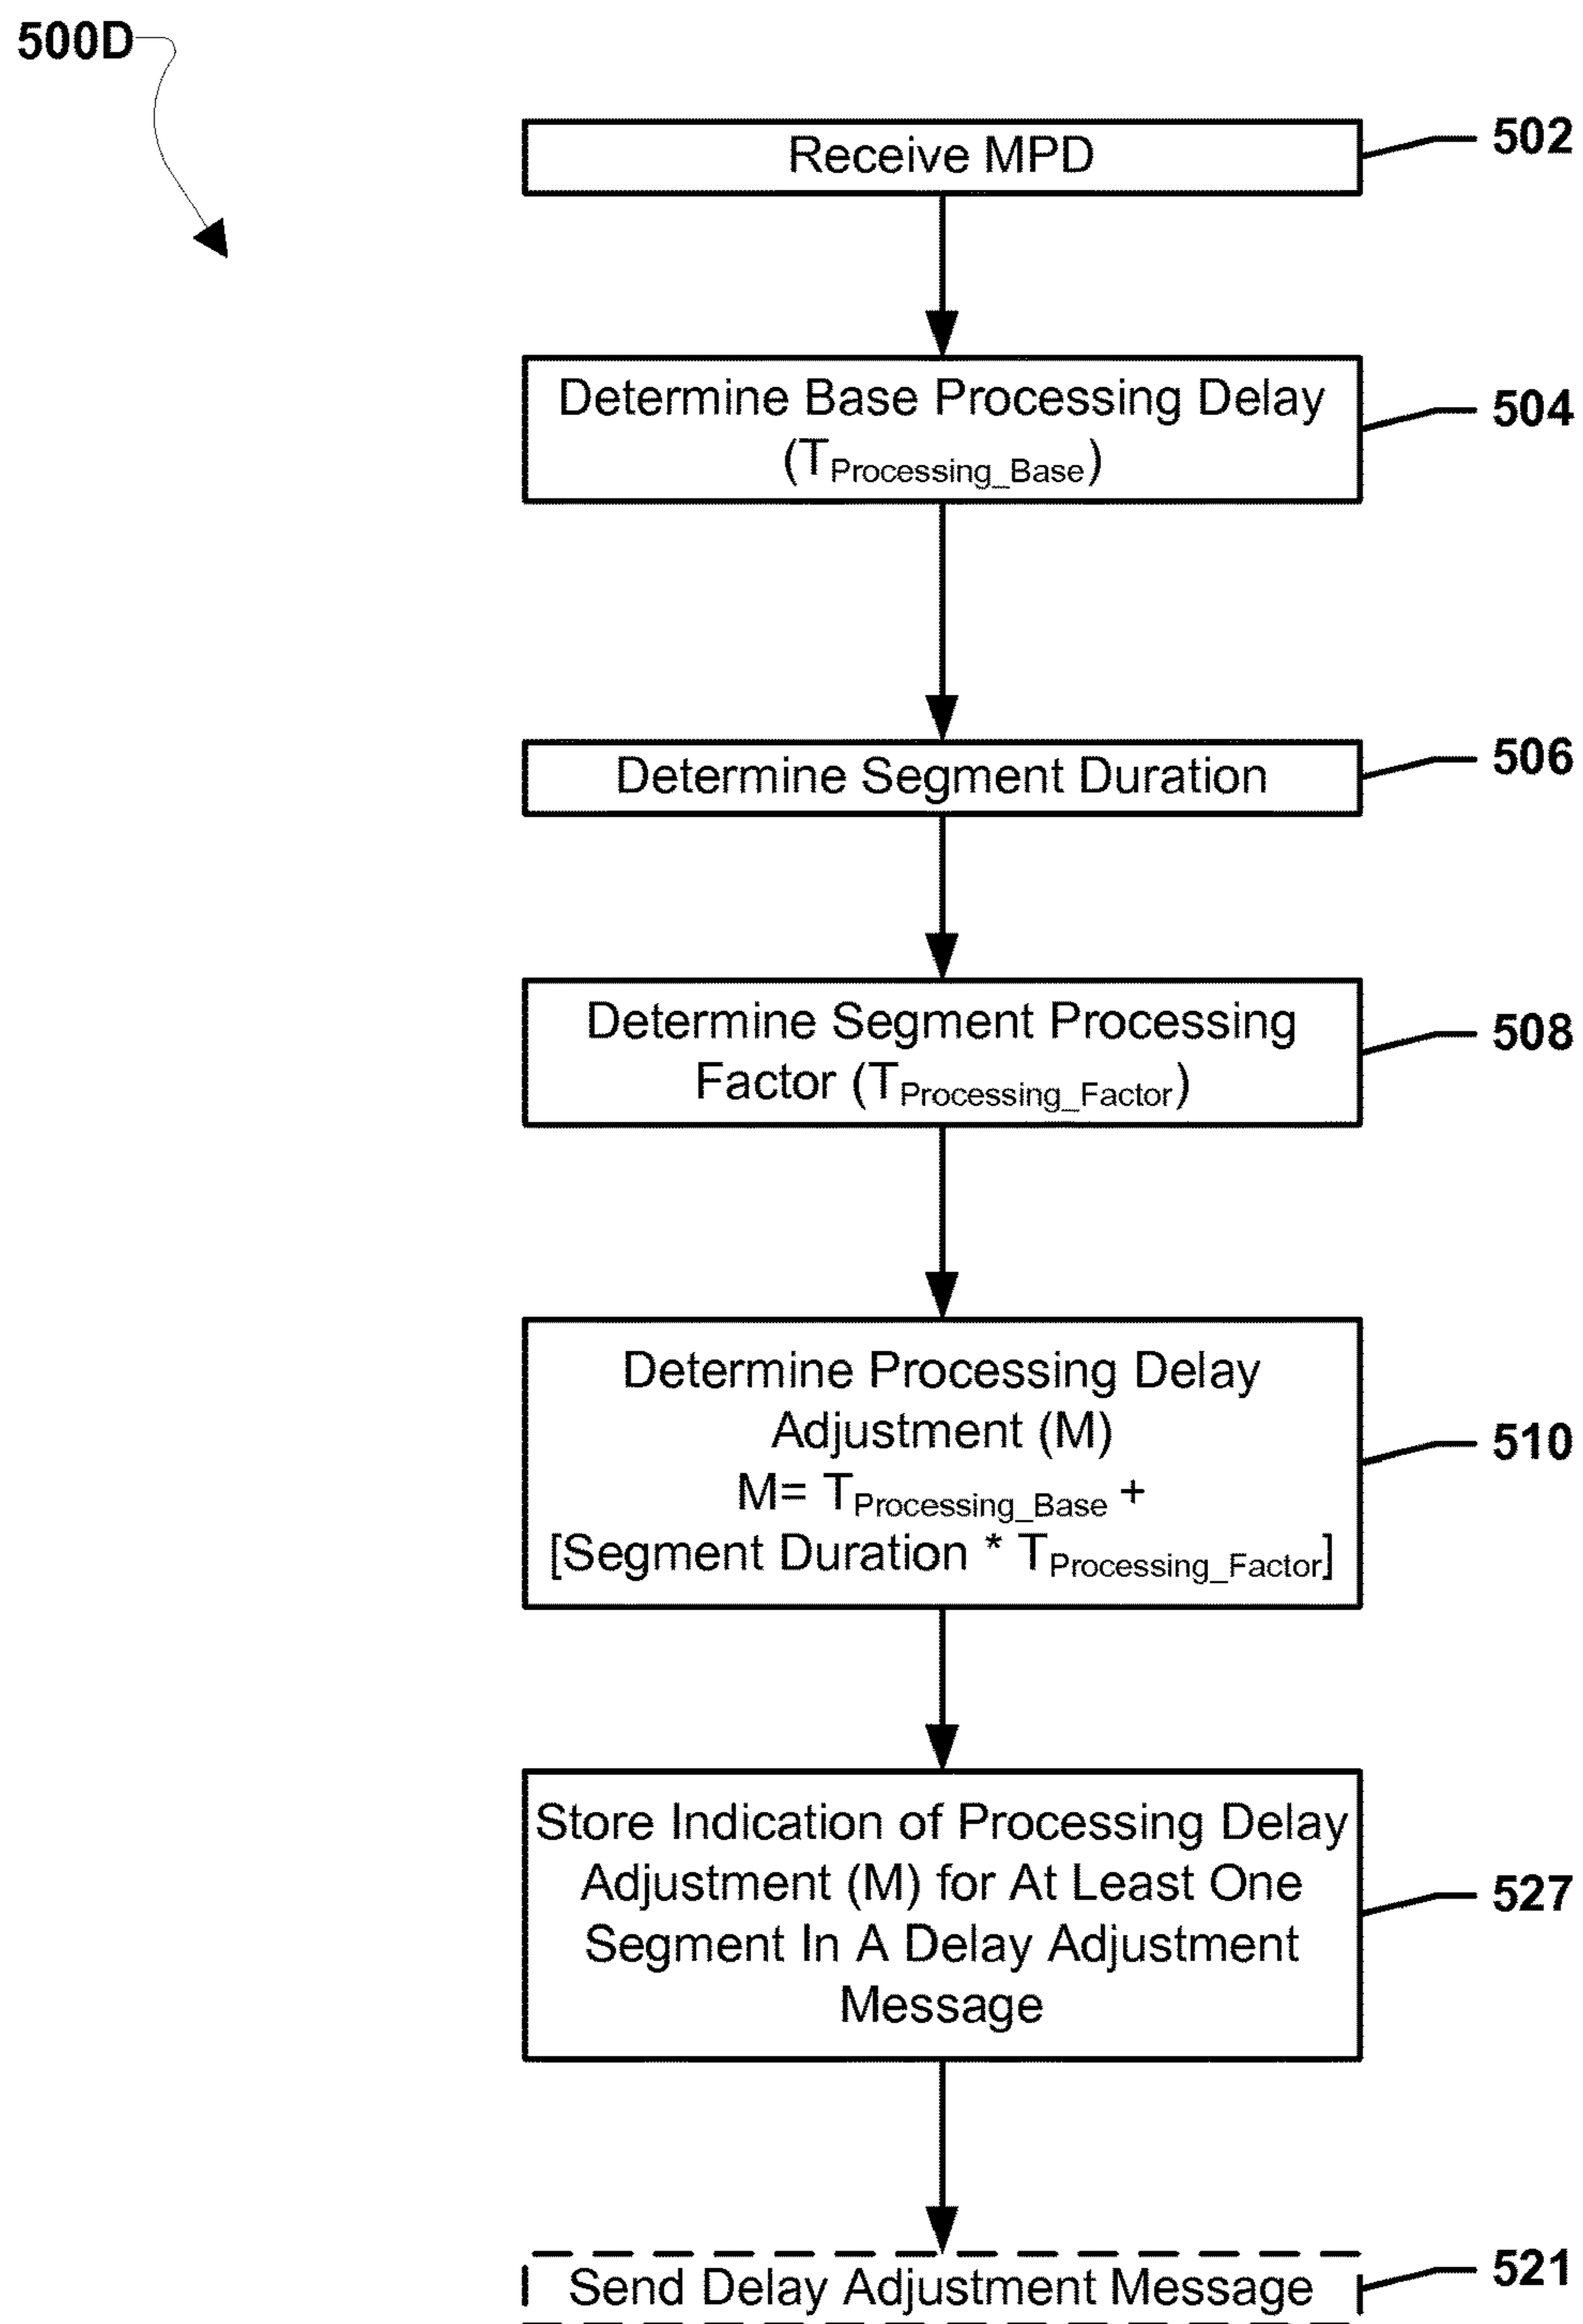 500D
Receive MPD
502
Determine Base Processing Delay
(TProcessing_Base)
504
Determine Segment Duration
506
Determine Segment Processing
Factor (TProcessing_Factor)
508
Determine Processing Delay
Adjustment (M)
M= TProcessing_Base +
[Segment Duration * TProcessing_Factor]
510
Store Indication of Processing Delay
Adjustment (M) for At Least One
Segment In A Delay Adjustment
Message
527
Send Delay Adjustment Message
521